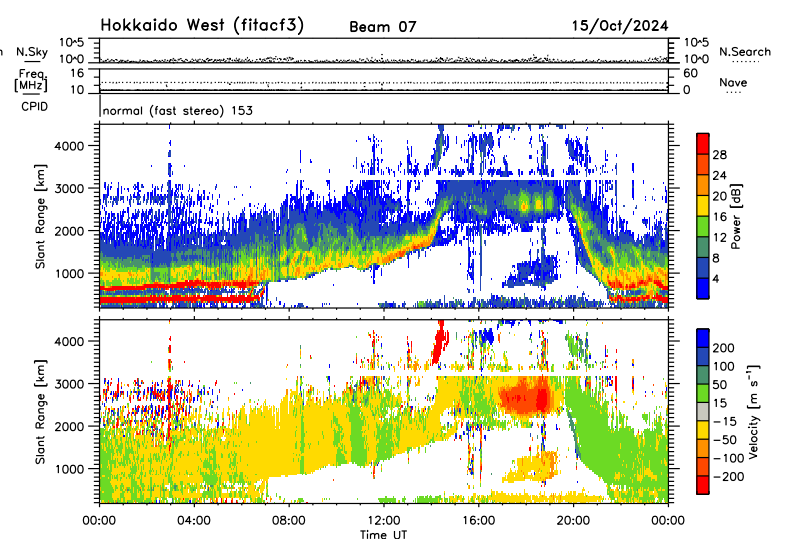 Hokkaido West (fitacf3) Beam 07 15/Oct/2024
N.Sky 10^5 10^0 10^5 10^0 N.Search
Freq. [MHz] 16 10 60 0 Nave
CPID normal (fast stereo) 153
Slant Range [km]
4000
3000
2000
1000
28
24
20
16
12
8
4
Power [dB]
Slant Range [km]
4000
3000
2000
1000
200
100
50
15
-15
-50
-100
-200
Velocity [m s⁻¹]
00:00 04:00 08:00 12:00 16:00 20:00 00:00
Time UT